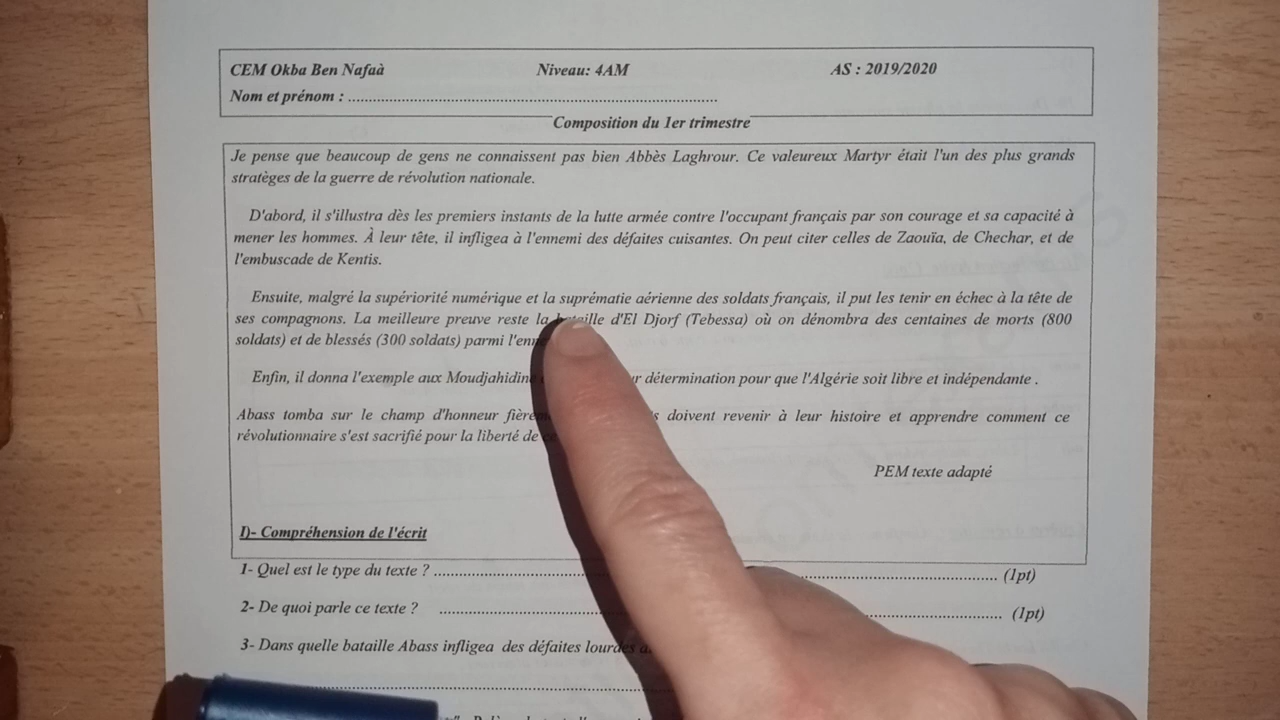 CEM Okba Ben Nafaà Niveau: 4AM AS : 2019/2020
Nom et prénom : ..........
Composition du 1er trimestre
Je pense que beaucoup de gens ne connaissent pas bien Abbès Laghrour. Ce valeureux Martyr était l'un des plus grands
stratèges de la guerre de révolution nationale.
D'abord, il s'illustra dès les premiers instants de la lutte armée contre l'occupant français par son courage et sa capacité à
mener les hommes. À leur tête, il infligea à l'ennemi des défaites cuisantes. On peut citer celles de Zaouïa, de Chechar, et de
l'embuscade de Kentis.
Ensuite, malgré la supériorité numérique et la suprématie aérienne des soldats français, il put les tenir en échec à la tête de
ses compagnons. La meilleure preuve reste la bataille d'El Djorf (Tebessa) où on dénombra des centaines de morts (800
soldats) et de blessés (300 soldats) parmi
Enfin, il donna l'exemple aux détermination pour que l'Algérie soit libre et indépendante .
Abass tomba sur le champ d'honneur doivent revenir à leur histoire et apprendre comment ce
révolutionnaire s'est sacrifié pour la liberté de
PEM texte adapté
I)- Compréhension de l'écrit
1- Quel est le type du texte ? .......... (1pt)
2- De quoi parle ce texte ? .......... (1pt)
3- Dans quelle bataille Abass infligea des défaites